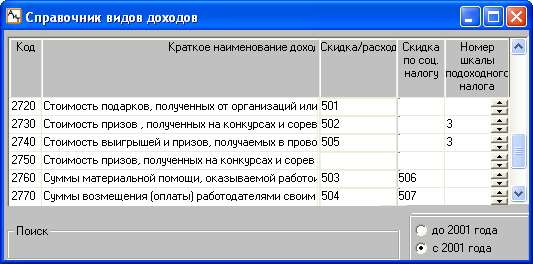 Справочник видов доходов
Код Краткое наименование доход Скидка/расход Скидка по соц. налогу Номер шкалы подоходного налога
2720 Стоимость подарков, полученных от организаций или 501
2730 Стоимость призов , полученных на конкурсах и сорев 502 3
2740 Стоимость выигрышей и призов, получаемых в прово 505 3
2750 Стоимость призов, полученных на конкурсах и сорев
2760 Суммы материальной помощи, оказываемой работои 503 506
2770 Суммы возмещения (оплаты) работодателями своим 504 507
Поиск
до 2001 года
с 2001 года